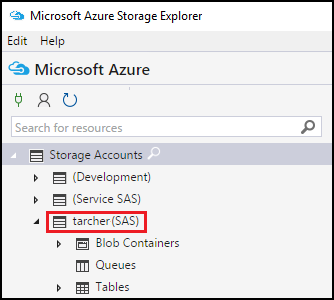 Microsoft Azure Storage Explorer
Edit Help
Microsoft Azure
Search for resources
Storage Accounts
(Development)
(Service SAS)
tarcher (SAS)
Blob Containers
Queues
Tables